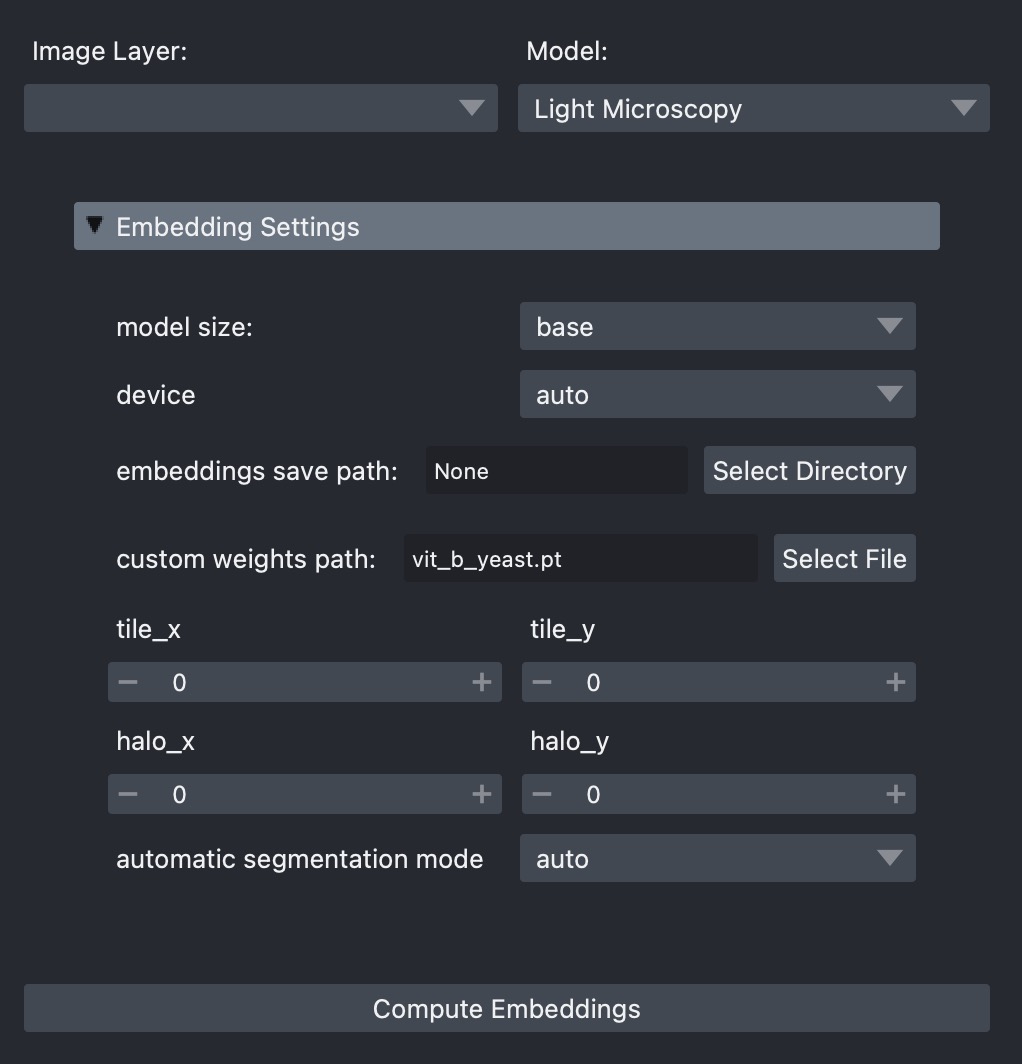 Image Layer: Model:
Light Microscopy
Embedding Settings
model size: base
device auto
embeddings save path: None Select Directory
custom weights path: vit_b_yeast.pt Select File
tile_x tile_y
0 0
halo_x halo_y
0 0
automatic segmentation mode auto
Compute Embeddings